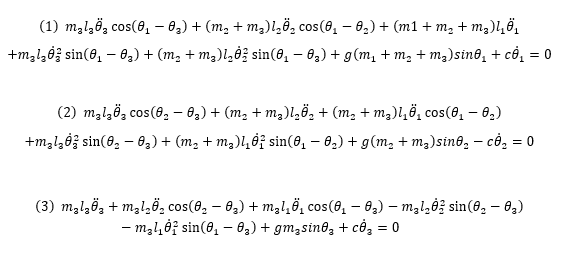 (1) m₃l₃θ̈₃ cos(θ₁ − θ₃) + (m₂ + m₃)l₂θ̈₂ cos(θ₁ − θ₂) + (m1 + m₂ + m₃)l₁θ̈₁
+m₃l₃θ̇₃² sin(θ₁ − θ₃) + (m₂ + m₃)l₂θ̇₂² sin(θ₁ − θ₃) + g(m₁ + m₂ + m₃)sinθ₁ + cθ̇₁ = 0
(2) m₃l₃θ̈₃ cos(θ₂ − θ₃) + (m₂ + m₃)l₂θ̈₂ + (m₂ + m₃)l₁θ̈₁ cos(θ₁ − θ₂)
+m₃l₃θ̇₃² sin(θ₂ − θ₃) + (m₂ + m₃)l₁θ̇₁² sin(θ₁ − θ₂) + g(m₂ + m₃)sinθ₂ − cθ̇₂ = 0
(3) m₃l₃θ̈₃ + m₃l₂θ̈₂ cos(θ₂ − θ₃) + m₃l₁θ̈₁ cos(θ₁ − θ₃) − m₃l₂θ̇₂² sin(θ₂ − θ₃)
− m₃l₁θ̇₁² sin(θ₁ − θ₃) + gm₃sinθ₃ + cθ̇₃ = 0